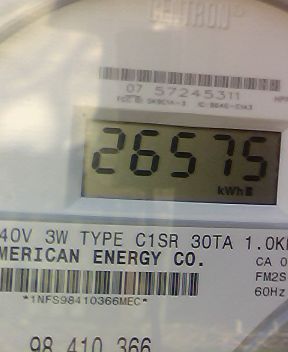 CENTRON®
07 57245311
26575
kWh
40V 3W TYPE C1SR 30TA 1.0K
MERICAN ENERGY CO.
CA 0
FM2S
60Hz
*1NFS98410366MEC*
98 410 366